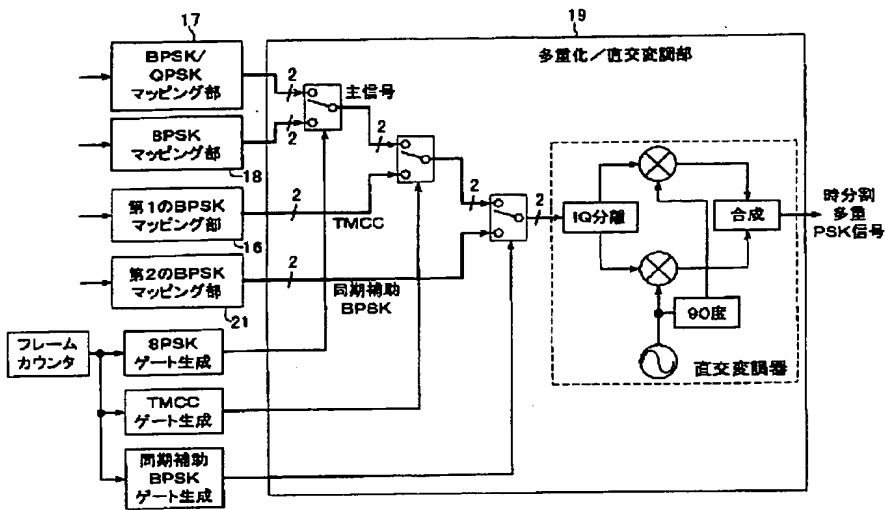 17
BPSK/
QPSK
マッピング部
8PSK
マッピング部
18
第1のBPSK
マッピング部
16
第2のBPSK
マッピング部
21
フレーム
カウンタ
8PSK
ゲート生成
TMCC
ゲート生成
同期補助
BPSK
ゲート生成
19
多重化/直交変調部
2
主信号
2
2
2
TMCC
2
同期補助
BPSK
2
2
IQ分離
合成
90度
直交変調器
時分割
多重
PSK信号